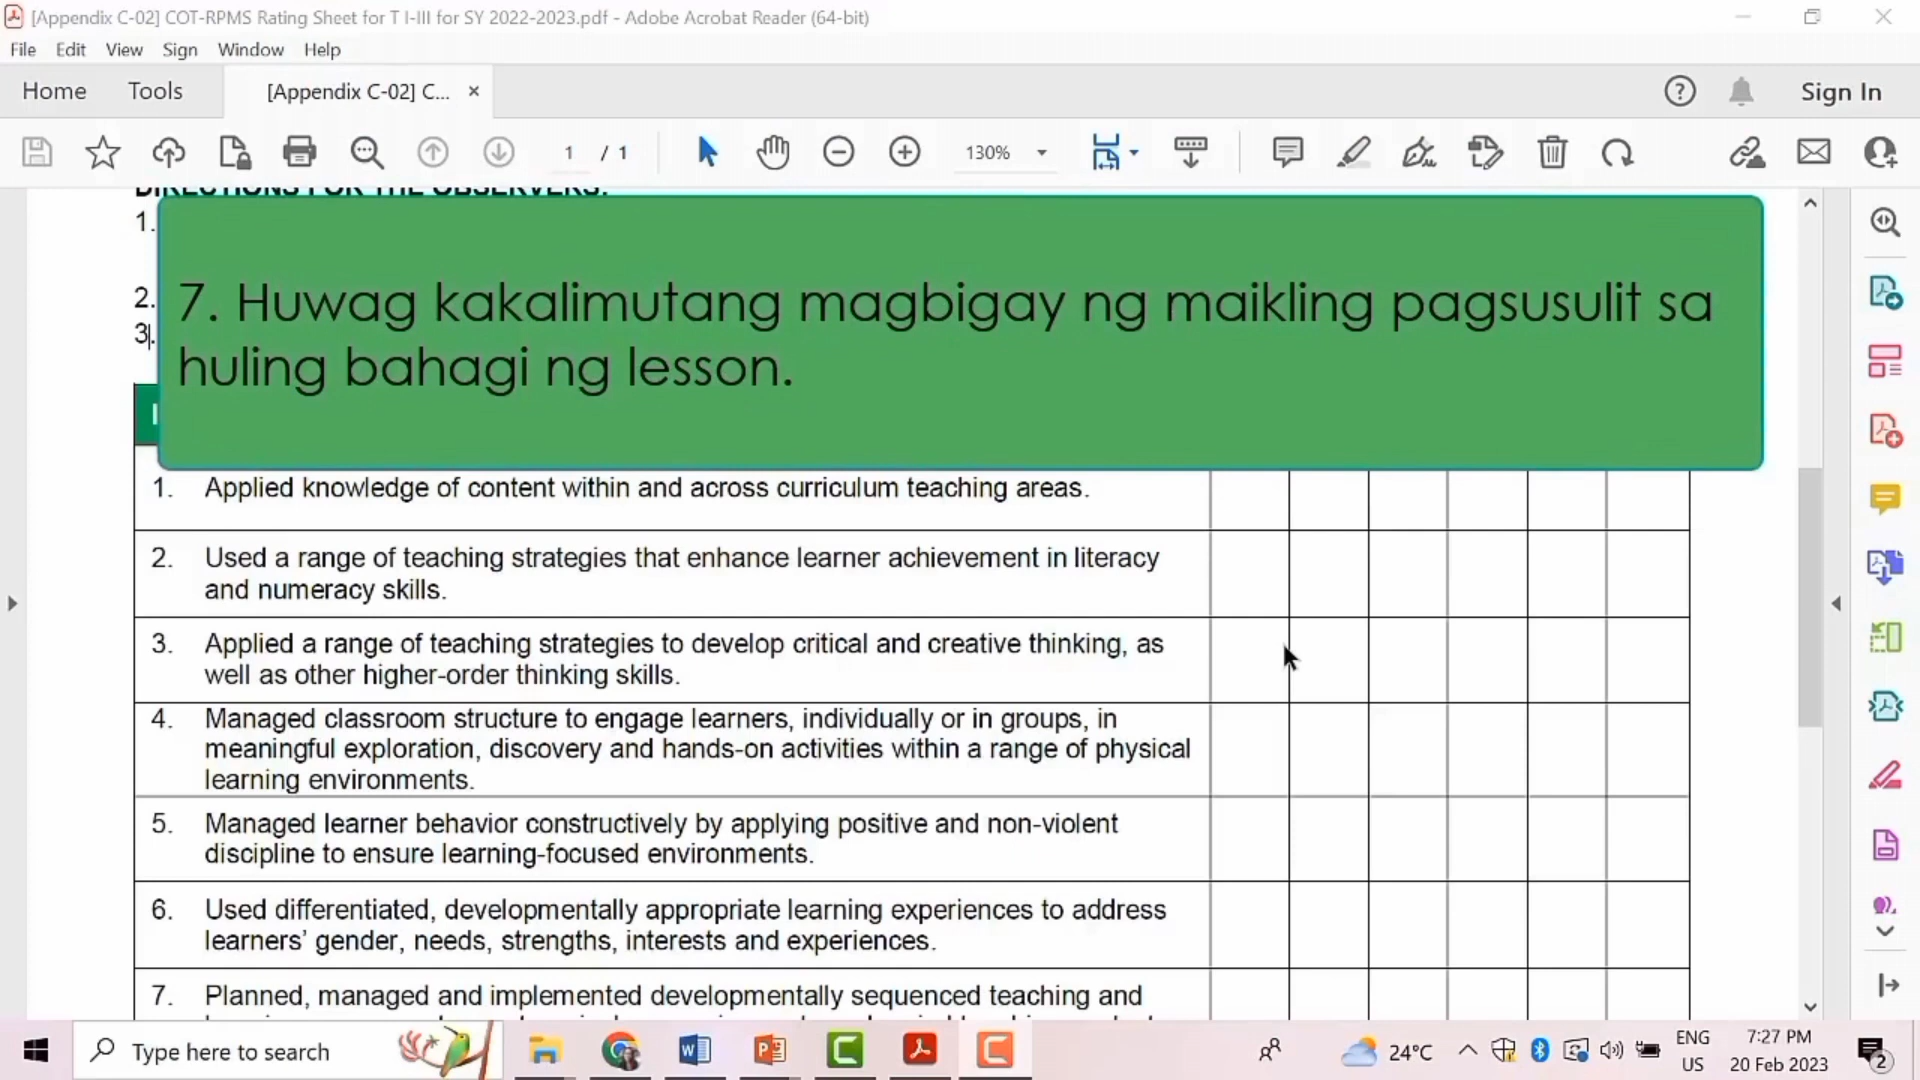 [Appendix C-02] COT-RPMS Rating Sheet for T I-III for SY 2022-2023.pdf - Adobe Acrobat Reader (64-bit)
File Edit View Sign Window Help
Home Tools [Appendix C-02] C... Sign In
1 / 1 130%
DIRECTIONS FOR THE OBSERVERS:
1.
2.
3.
7. Huwag kakalimutang magbigay ng maikling pagsusulit sa
huling bahagi ng lesson.
1. Applied knowledge of content within and across curriculum teaching areas.
2. Used a range of teaching strategies that enhance learner achievement in literacy
and numeracy skills.
3. Applied a range of teaching strategies to develop critical and creative thinking, as
well as other higher-order thinking skills.
4. Managed classroom structure to engage learners, individually or in groups, in
meaningful exploration, discovery and hands-on activities within a range of physical
learning environments.
5. Managed learner behavior constructively by applying positive and non-violent
discipline to ensure learning-focused environments.
6. Used differentiated, developmentally appropriate learning experiences to address
learners’ gender, needs, strengths, interests and experiences.
7. Planned, managed and implemented developmentally sequenced teaching and
Type here to search 24°C ENG 7:27 PM
US 20 Feb 2023 2